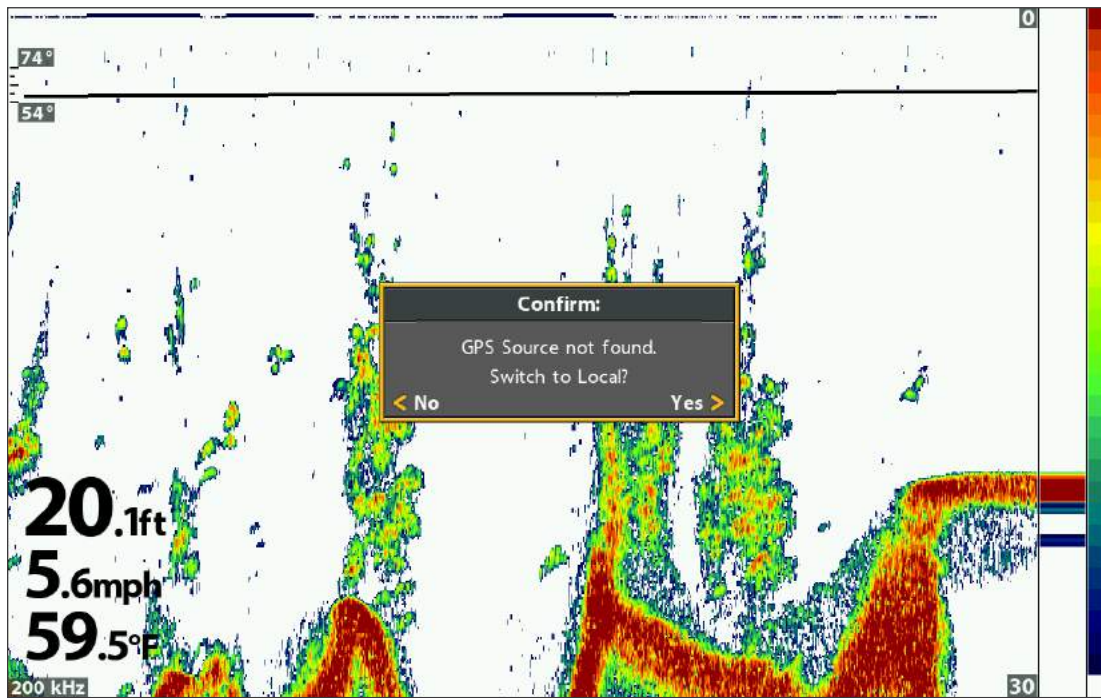 0
74°
54°
Confirm:
GPS Source not found.
Switch to Local?
< No Yes >
20.1ft
5.6mph
59.5°F
200 kHz 30